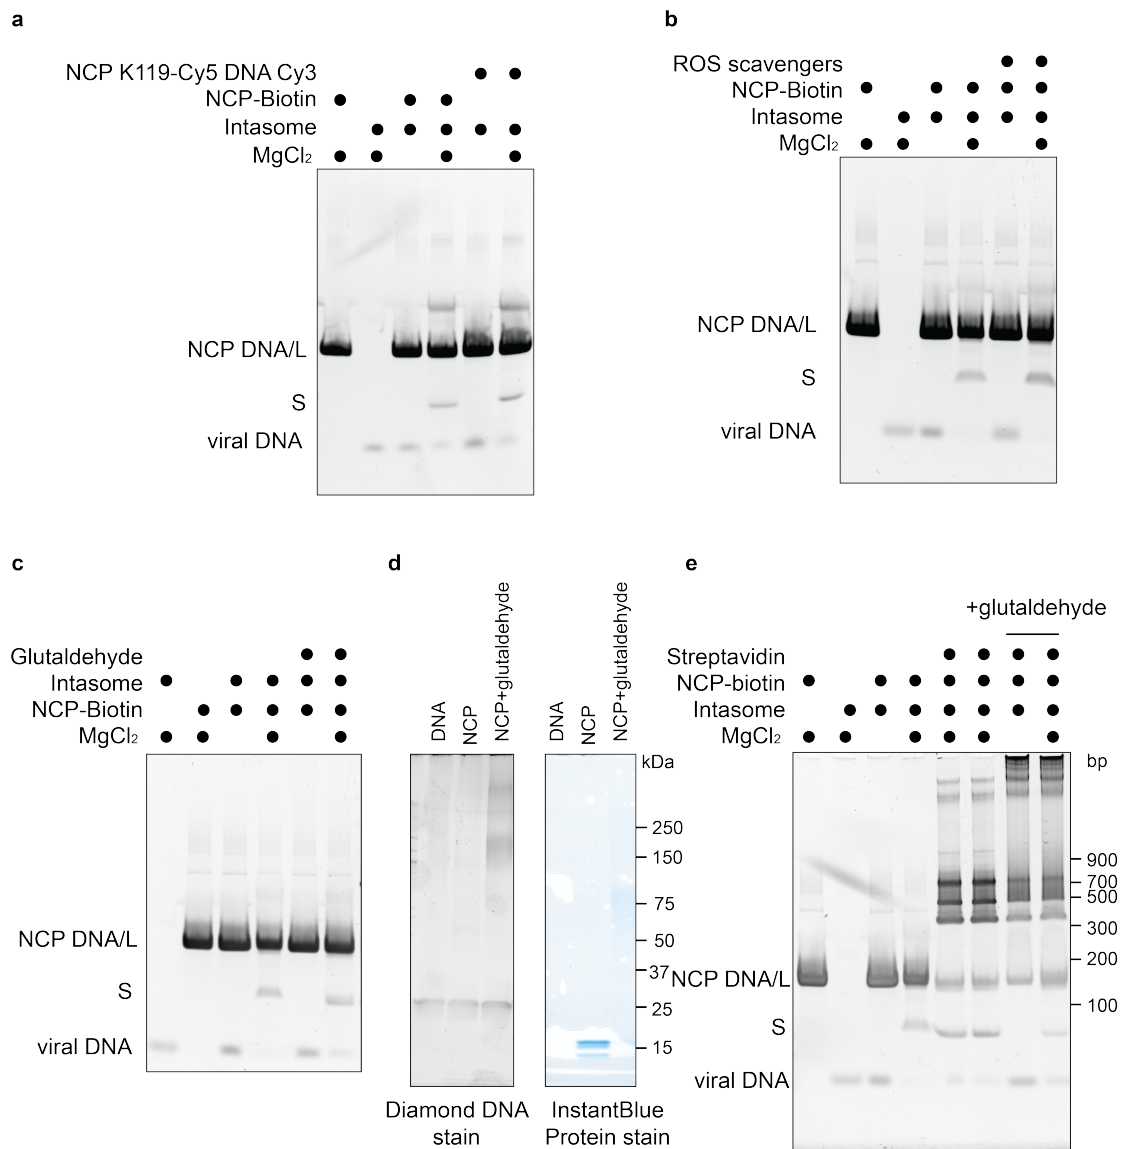 a
NCP K119-Cy5 DNA Cy3
NCP-Biotin
Intasome
MgCl2
NCP DNA/L
S
viral DNA
b
ROS scavengers
NCP-Biotin
Intasome
MgCl2
NCP DNA/L
S
viral DNA
c
Glutaldehyde
Intasome
NCP-Biotin
MgCl2
NCP DNA/L
S
viral DNA
d
DNA
NCP
NCP+glutaldehyde
DNA
NCP
NCP+glutaldehyde
kDa
250
150
75
50
37
25
15
Diamond DNA
stain
InstantBlue
Protein stain
e
+glutaldehyde
Streptavidin
NCP-biotin
Intasome
MgCl2
bp
900
700
500
300
200
100
NCP DNA/L
S
viral DNA